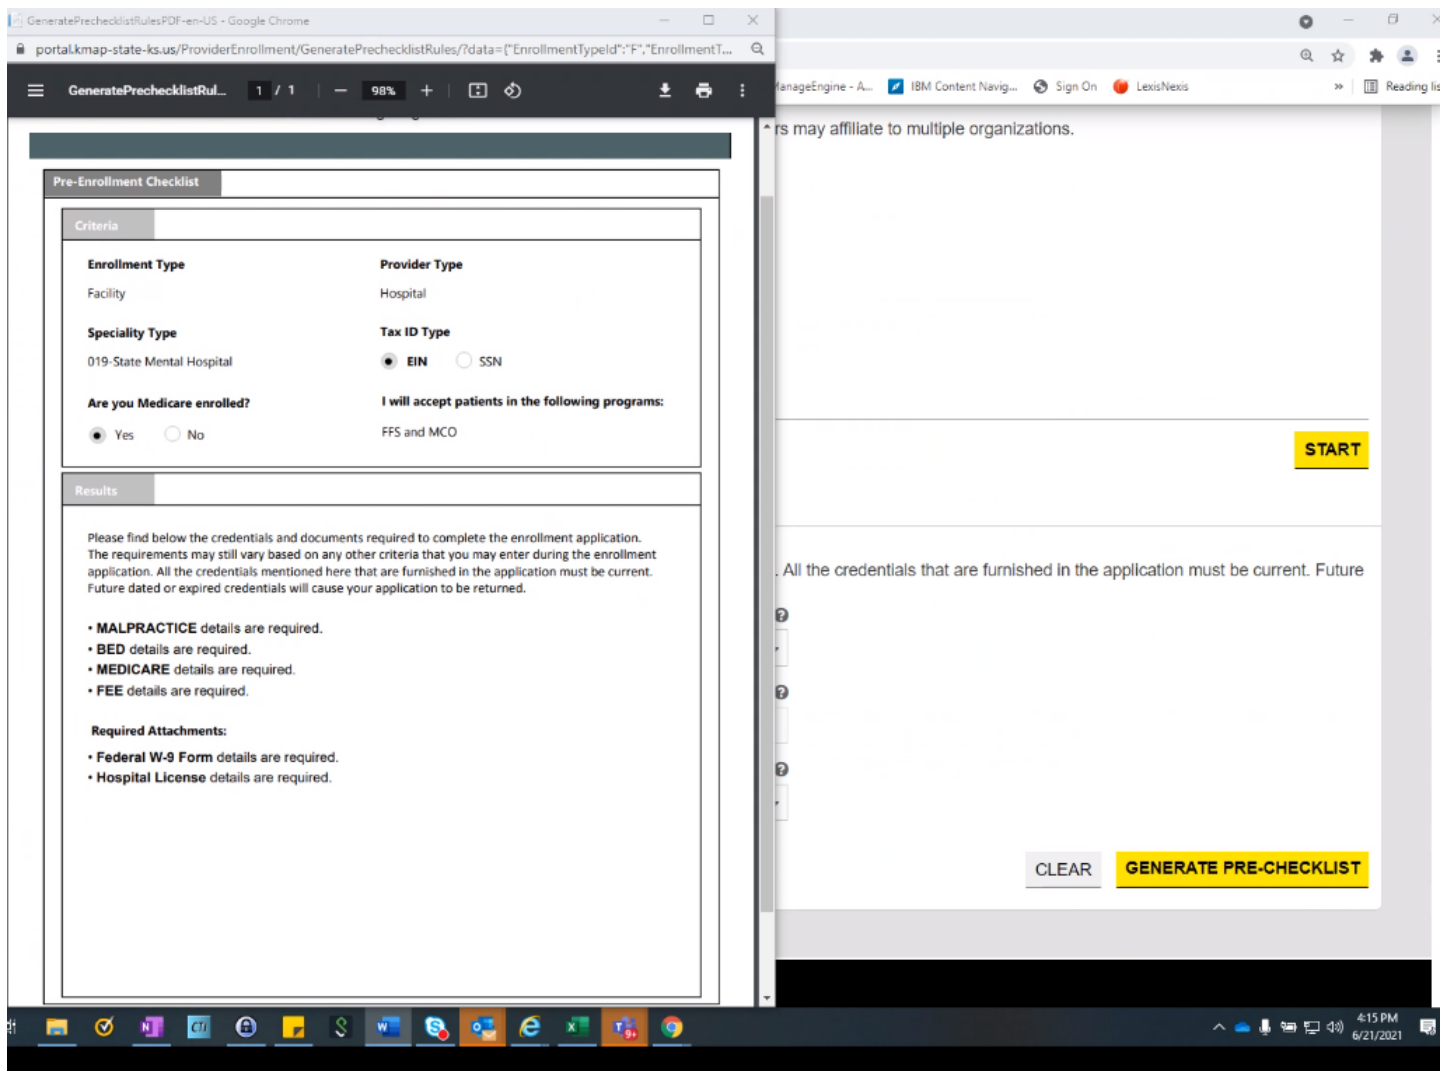 GeneratePrechecklistRulesPDF-en-US - Google Chrome
portal.kmap-state-ks.us/ProviderEnrollment/GeneratePrechecklistRules/?data={"EnrollmentTypeId":"F","EnrollmentT...
GeneratePrechecklistRul... 1 / 1 98%
ManageEngine - A... IBM Content Navig... Sign On LexisNexis » Reading lis
rs may affiliate to multiple organizations.
Pre-Enrollment Checklist
Criteria
Enrollment Type Provider Type
Facility Hospital
Speciality Type Tax ID Type
019-State Mental Hospital EIN SSN
Are you Medicare enrolled? I will accept patients in the following programs:
Yes No FFS and MCO
START
Results
Please find below the credentials and documents required to complete the enrollment application.
The requirements may still vary based on any other criteria that you may enter during the enrollment
application. All the credentials mentioned here that are furnished in the application must be current.
Future dated or expired credentials will cause your application to be returned.
. All the credentials that are furnished in the application must be current. Future
• MALPRACTICE details are required.
• BED details are required.
• MEDICARE details are required.
• FEE details are required.
Required Attachments:
• Federal W-9 Form details are required.
• Hospital License details are required.
CLEAR GENERATE PRE-CHECKLIST
4:15 PM
6/21/2021